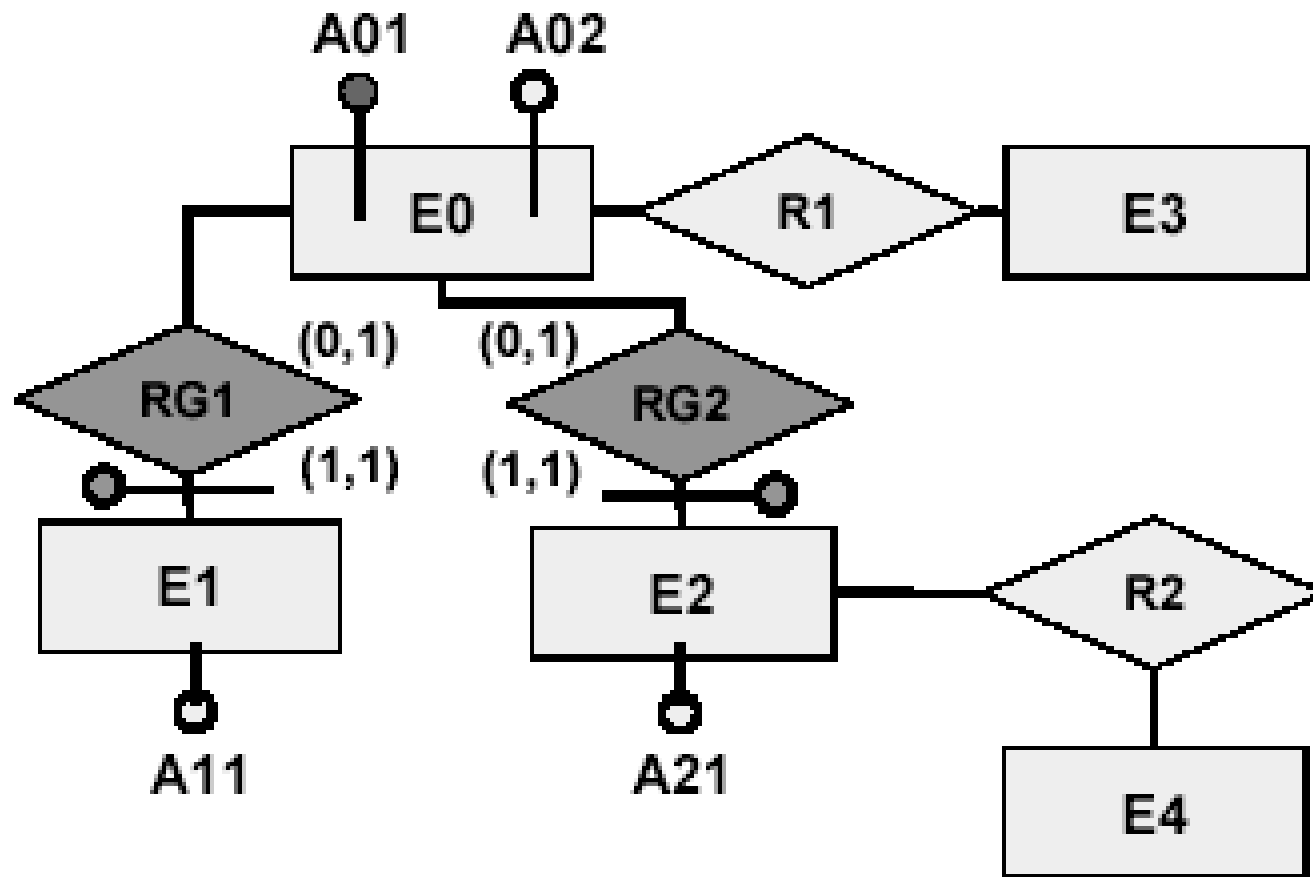 A01 A02
E0 R1 E3
(0,1) (0,1)
RG1 RG2
(1,1) (1,1)
E1 E2 R2
A11 A21
E4